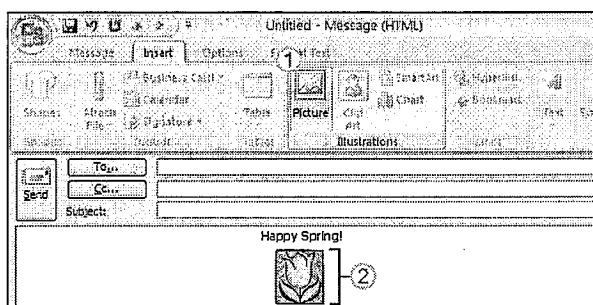 Untitled - Message (HTML)
Message Insert Options Format Text
1
Shapes Attach File Business Card Calendar Signature Table Picture Clip Art SmartArt Chart Hyperlink Bookmark Text
Illustrations
Send
To...
Cc...
Subject:
Happy Spring!
2